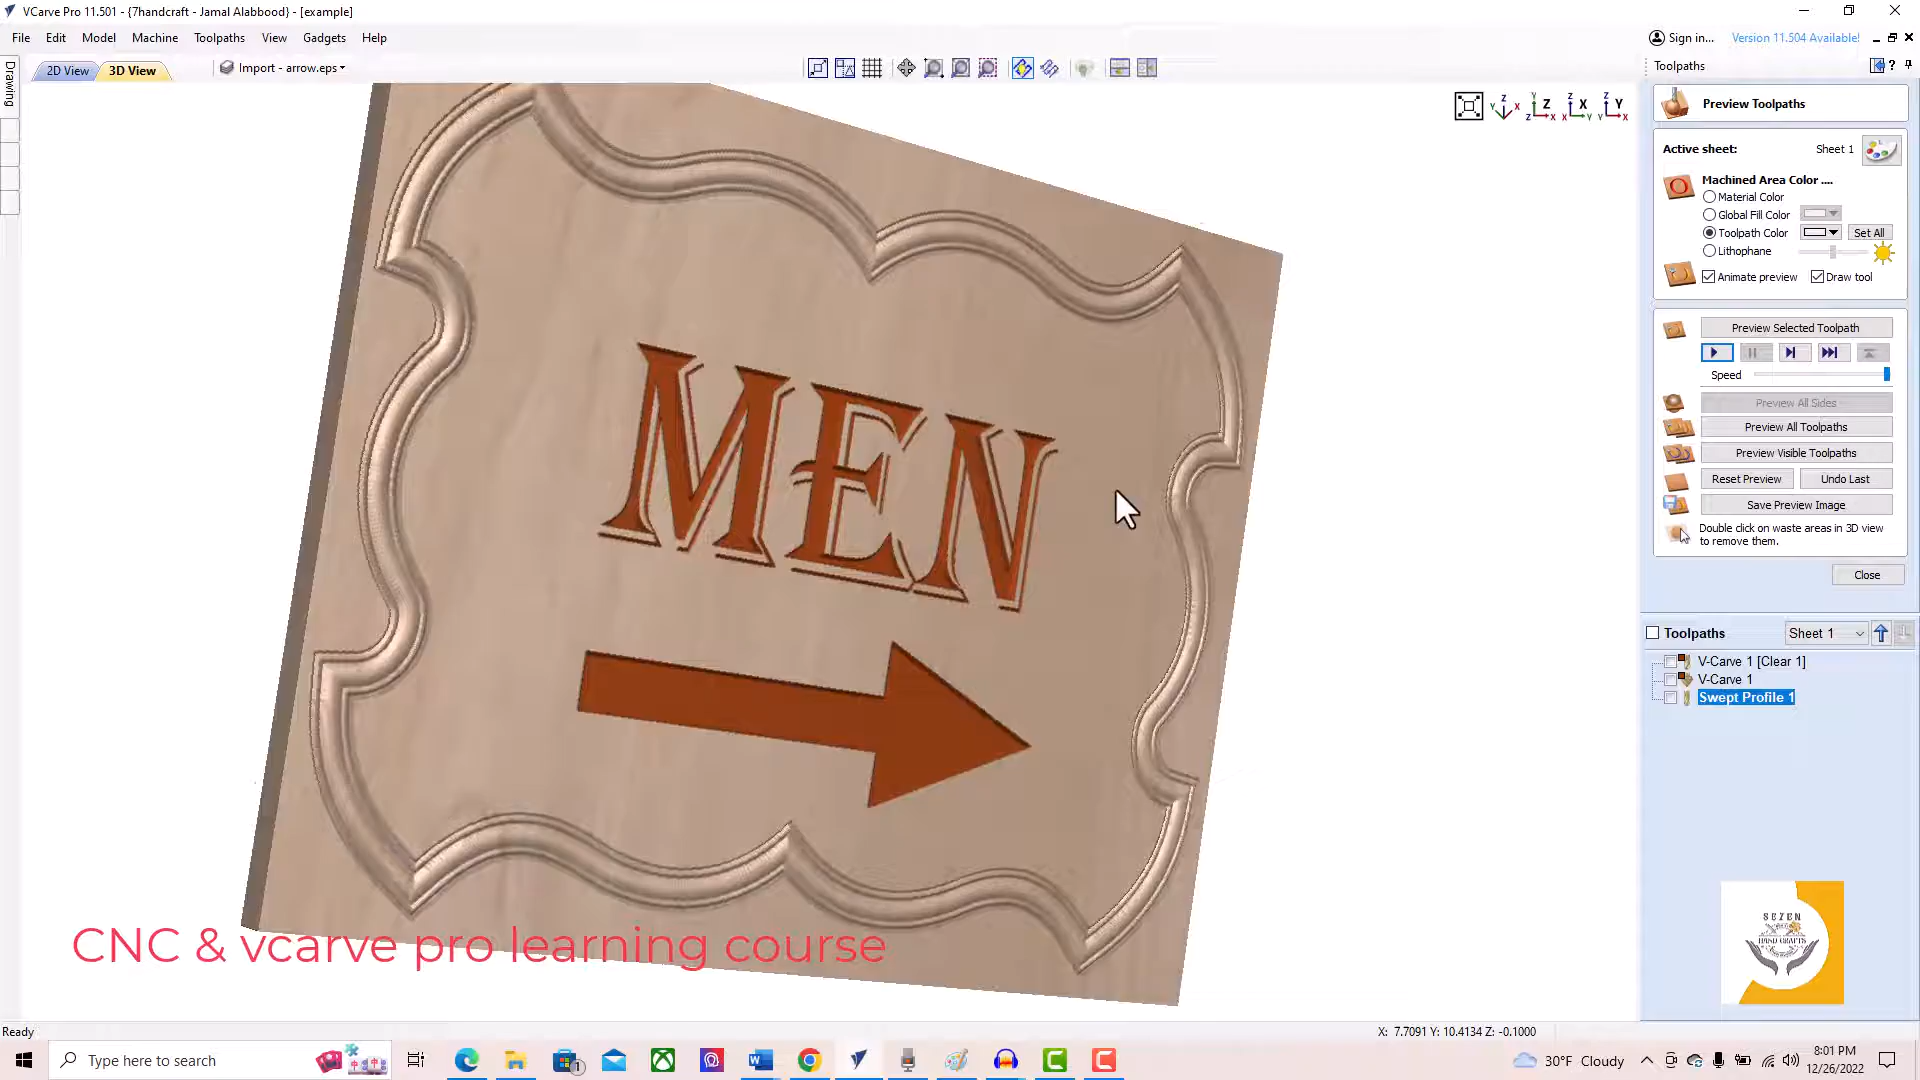 VCarve Pro 11.501 - {7handcraft - Jamal Alabbood} - [example]
File Edit Model Machine Toolpaths View Gadgets Help
Sign in... Version 11.504 Available!
2D View 3D View Import - arrow.eps
Toolpaths
Drawing
Z Y X
Y Z X Z
Z X X Y
Z Y Y X
Preview Toolpaths
Active sheet: Sheet 1
Machined Area Color ....
Material Color
Global Fill Color
Toolpath Color Set All
Lithophane
Animate preview Draw tool
Preview Selected Toolpath
Speed
Preview All Sides
Preview All Toolpaths
Preview Visible Toolpaths
Reset Preview Undo Last
Save Preview Image
Double click on waste areas in 3D view
to remove them.
Close
MEN
Toolpaths Sheet 1
V-Carve 1 [Clear 1]
V-Carve 1
Swept Profile 1
SEZEN
HAND CRAFTS
CNC & vcarve pro learning course
Ready
X: 7.7091 Y: 10.4134 Z: -0.1000
Type here to search
1
30°F Cloudy
8:01 PM
12/26/2022